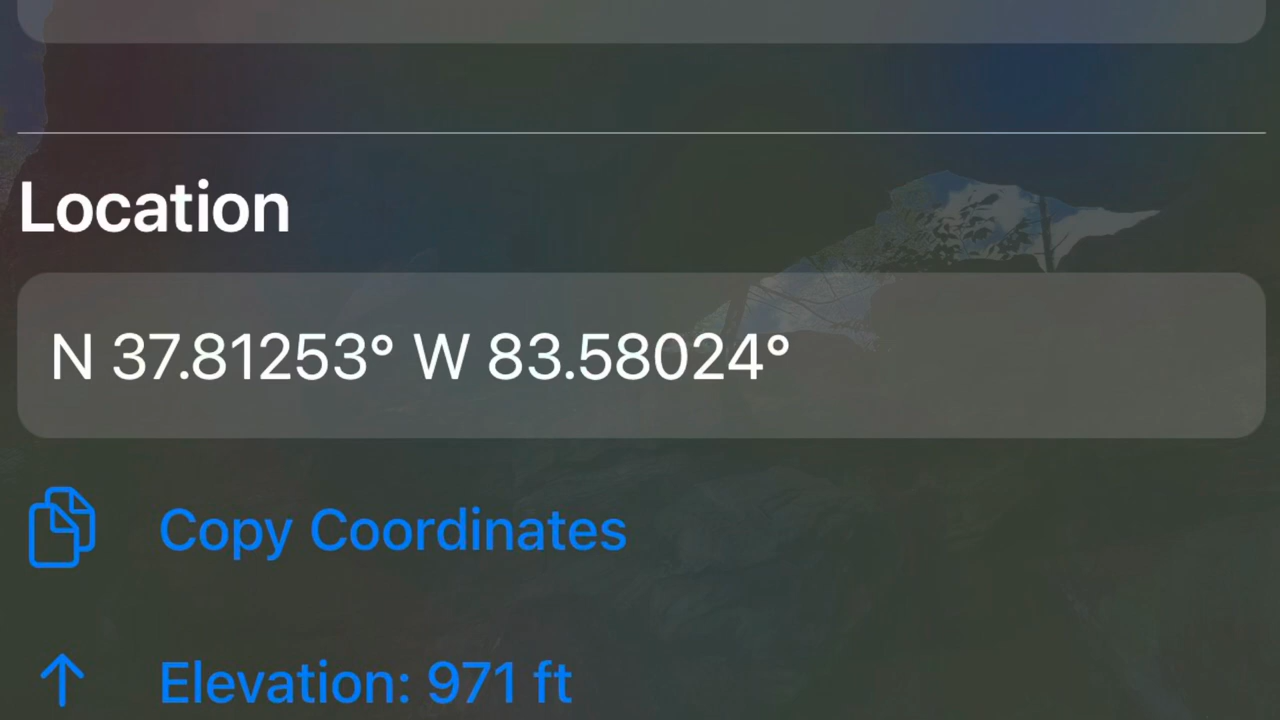 Location
N 37.81253° W 83.58024°
Copy Coordinates
Elevation: 971 ft